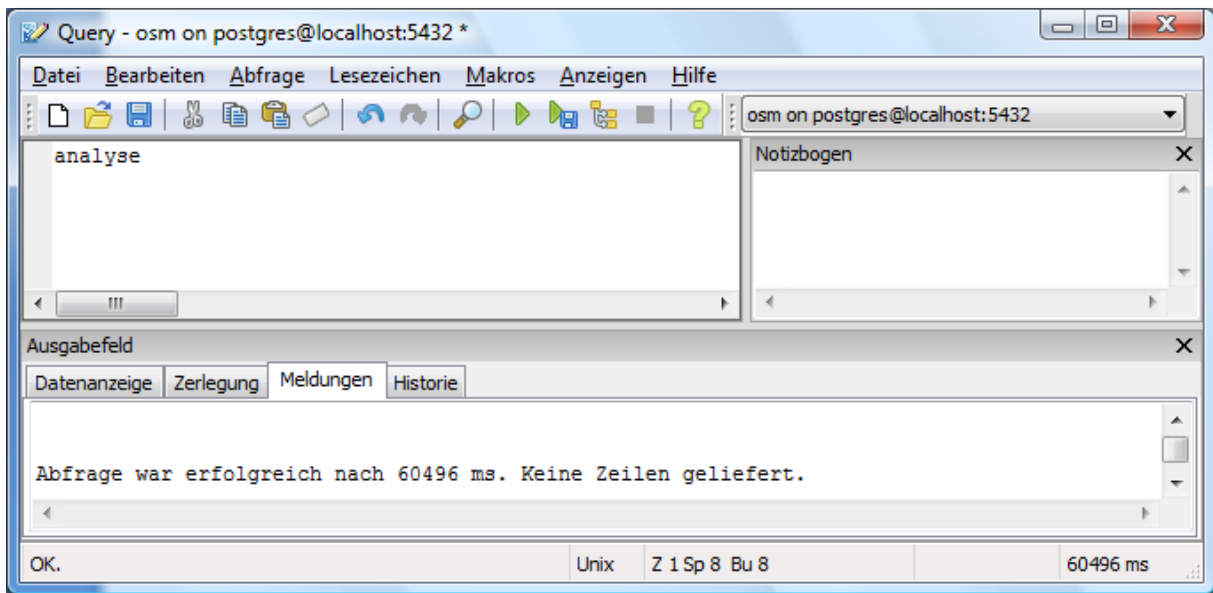 Query - osm on postgres@localhost:5432 *
Datei Bearbeiten Abfrage Lesezeichen Makros Anzeigen Hilfe
osm on postgres@localhost:5432
analyse
Notizbogen
Ausgabefeld
Datenanzeige Zerlegung Meldungen Historie
Abfrage war erfolgreich nach 60496 ms. Keine Zeilen geliefert.
OK. Unix Z 1 Sp 8 Bu 8 60496 ms